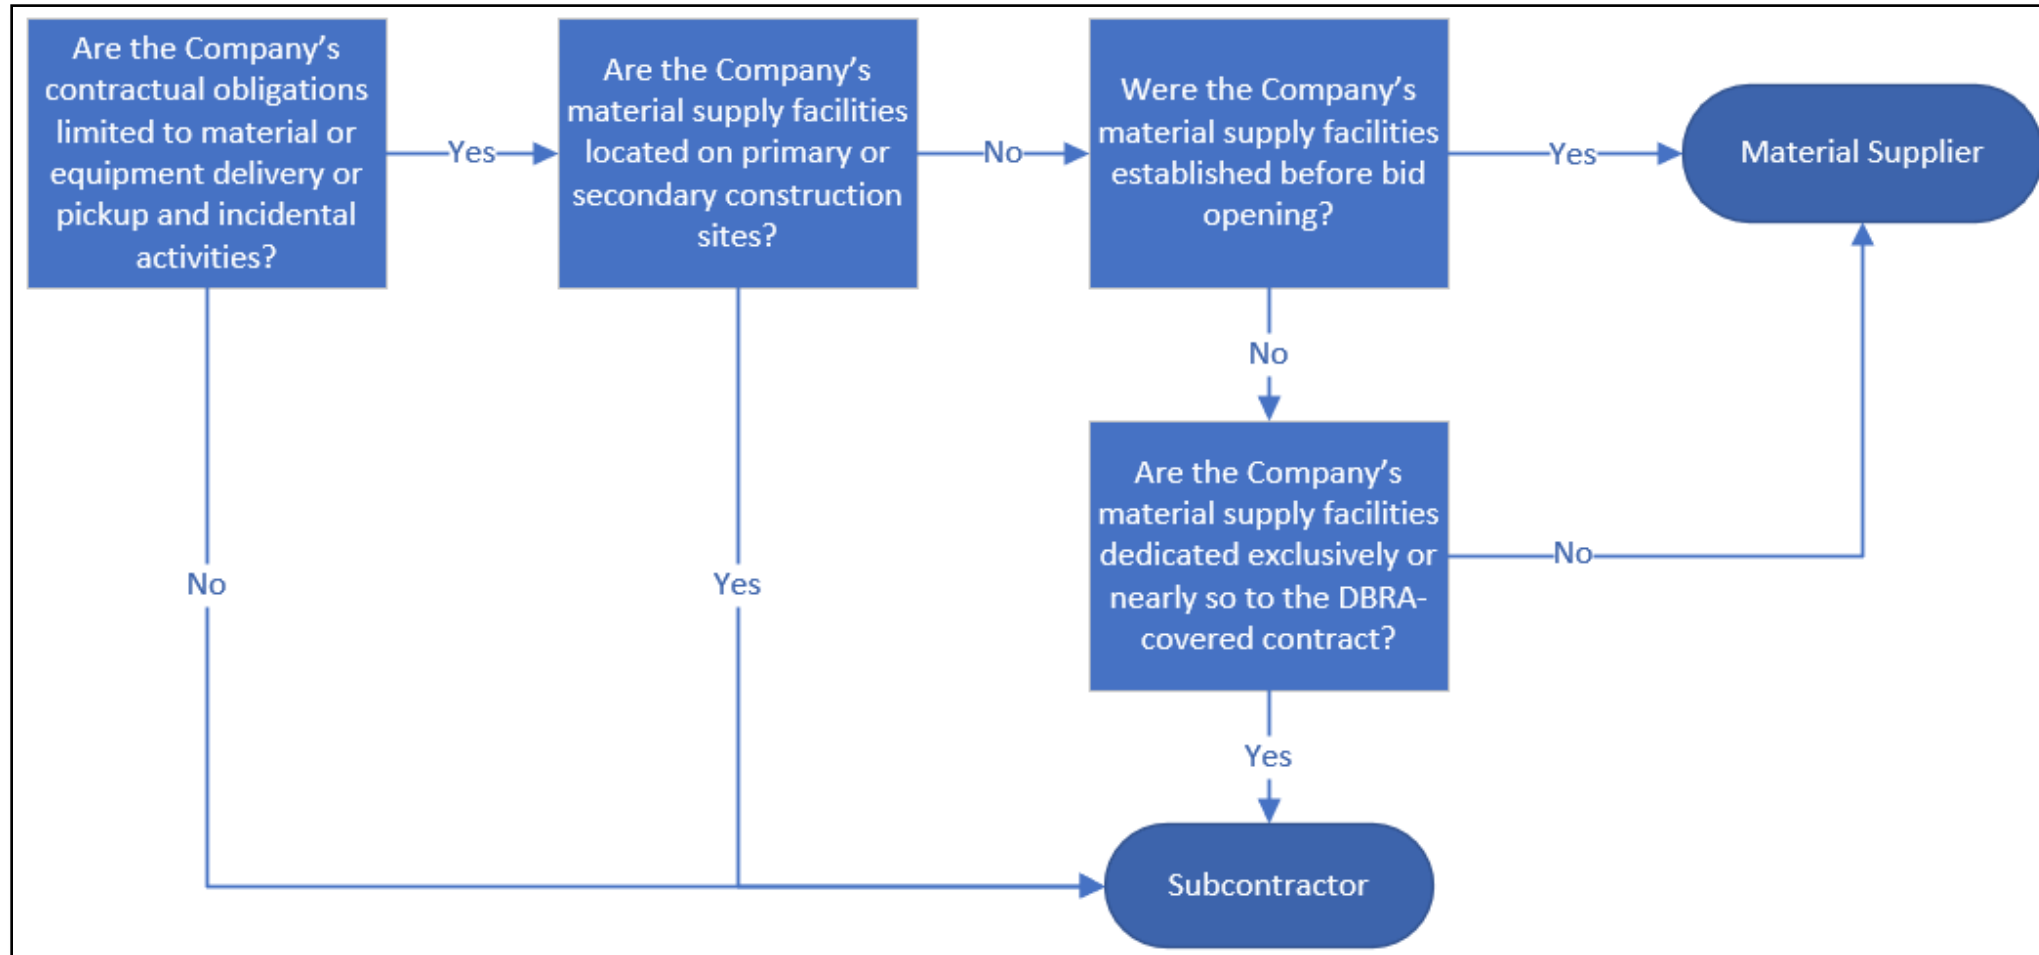 Are the Company’s
contractual obligations
limited to material or
equipment delivery or
pickup and incidental
activities?
Yes
Are the Company’s
material supply facilities
located on primary or
secondary construction
sites?
No
Were the Company’s
material supply facilities
established before bid
opening?
Yes
Material Supplier
No
Are the Company’s
material supply facilities
dedicated exclusively or
nearly so to the DBRA-
covered contract?
No
No
Yes
Yes
Subcontractor